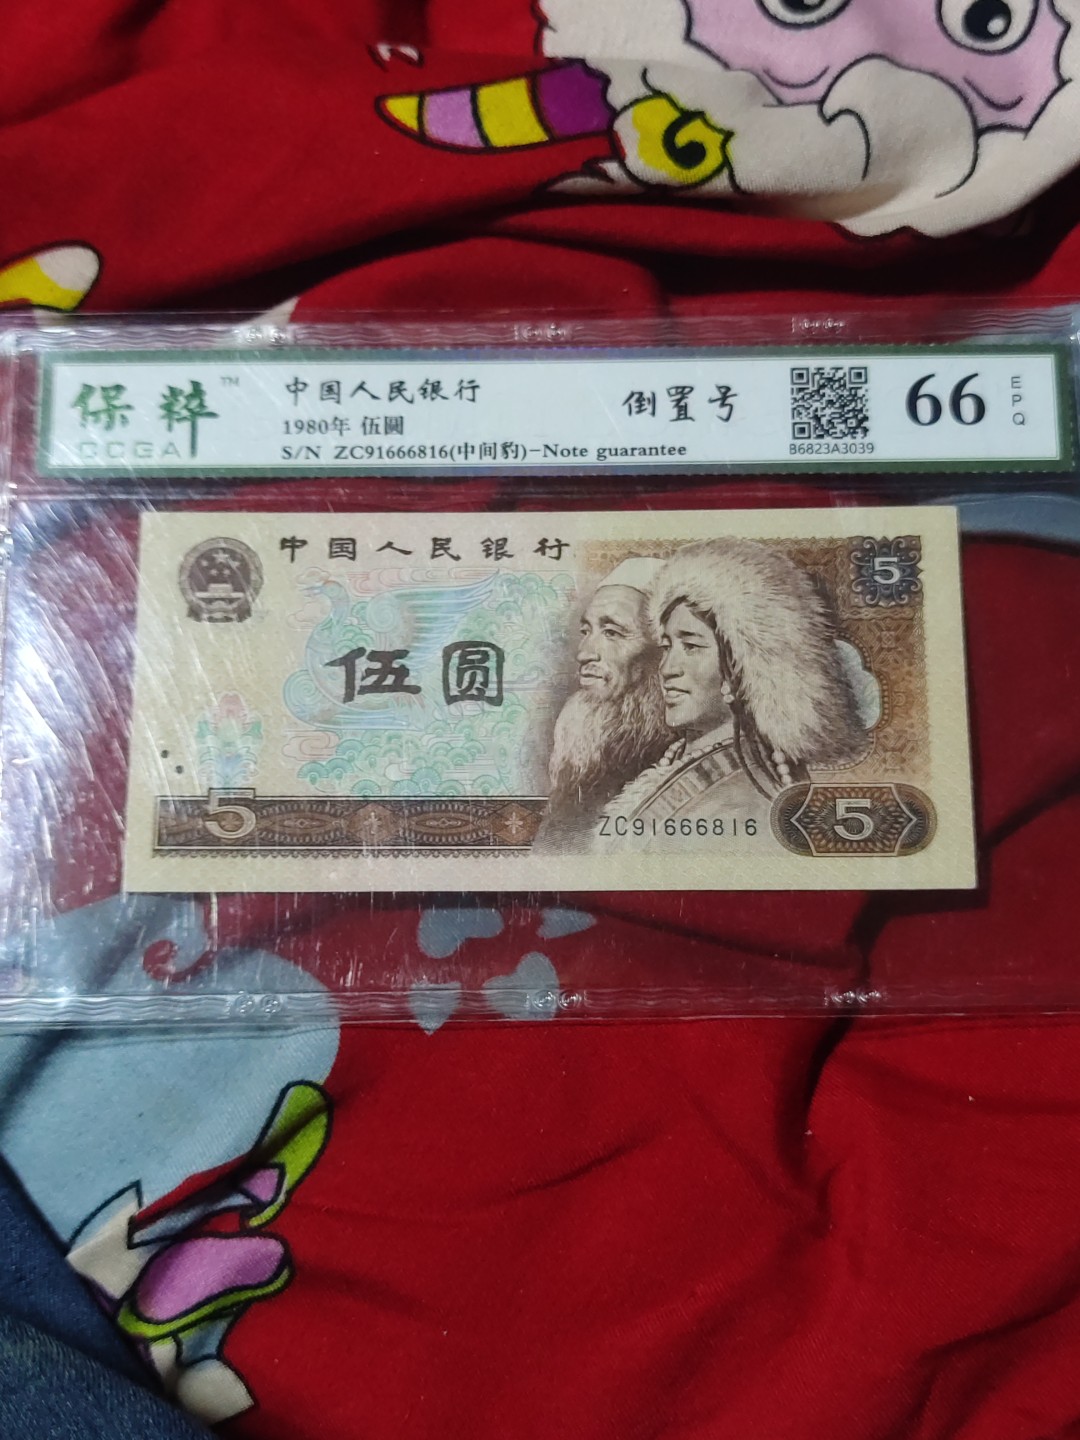 保粹™
CCGA
中国人民银行
1980年 伍圆
S/N ZC91666816(中间豹)-Note guarantee
倒置号
B6823A3039
66
EPQ
中国人民银行
5
伍圆
5
ZC91666816
5